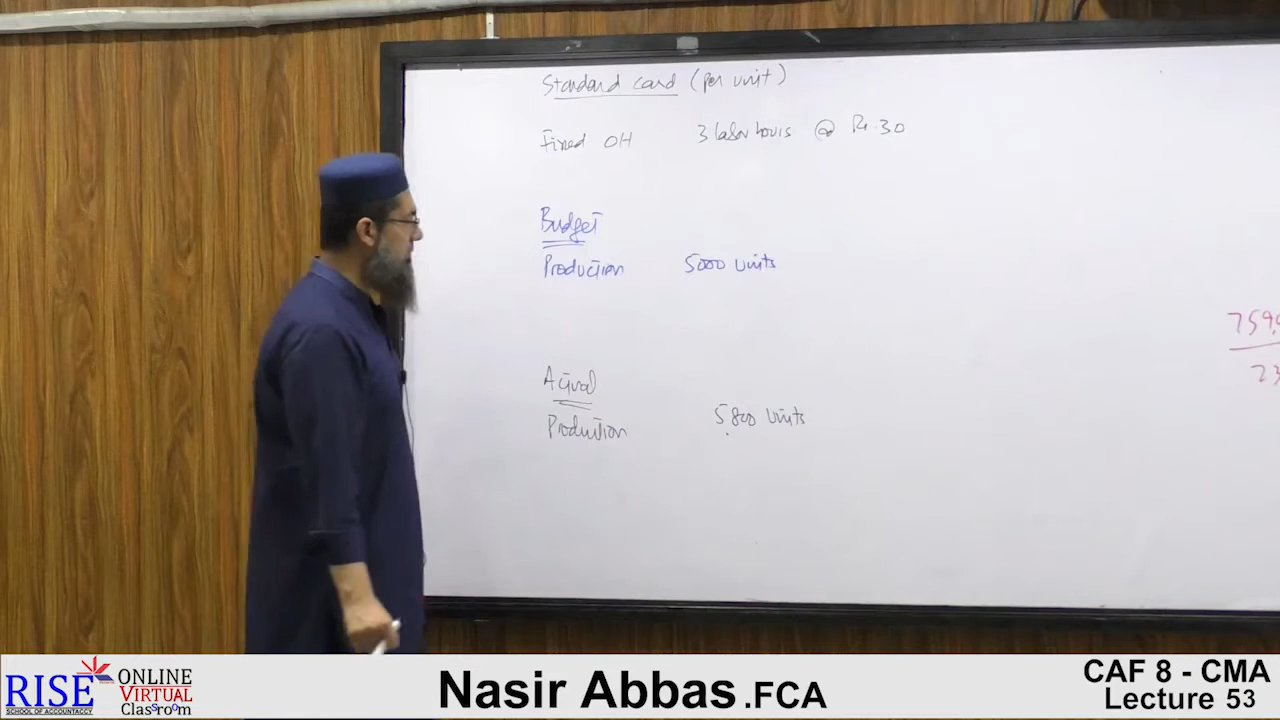 Standard card (per unit)
Fixed OH 3 labor hours @ Rs. 30
Budget
Production 5000 units
Actual
Production 5800 units
RISE
SCHOOL OF ACCOUNTANCY
ONLINE
VIRTUAL
Classroom
Nasir Abbas .FCA
CAF 8 - CMA
Lecture 53